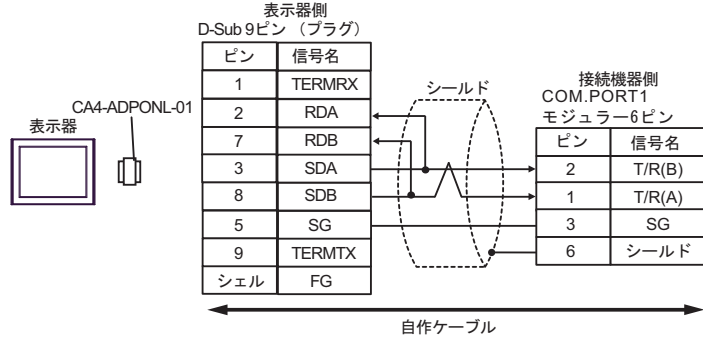 表示器側
D-Sub 9ピン （プラグ）
ピン 信号名
1 TERMRX
2 RDA
7 RDB
3 SDA
8 SDB
5 SG
9 TERMTX
シェル FG
CA4-ADPONL-01
表示器
シールド
接続機器側
COM.PORT1
モジュラー6ピン
ピン 信号名
2 T/R(B)
1 T/R(A)
3 SG
6 シールド
自作ケーブル